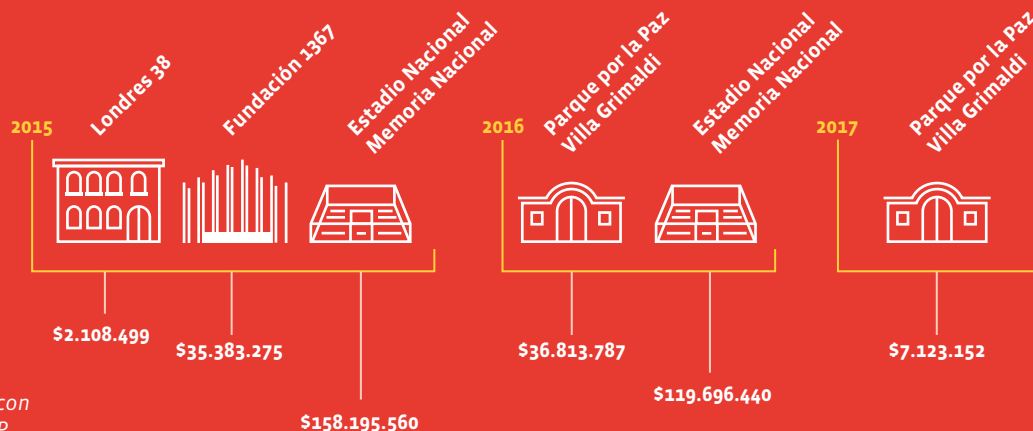 2015
Londres 38
Fundación 1367
Estadio Nacional
Memoria Nacional
$2.108.499
$35.383.275
$158.195.560
2016
Parque por la Paz
Villa Grimaldi
Estadio Nacional
Memoria Nacional
$36.813.787
$119.696.440
2017
Parque por la Paz
Villa Grimaldi
$7.123.152
con